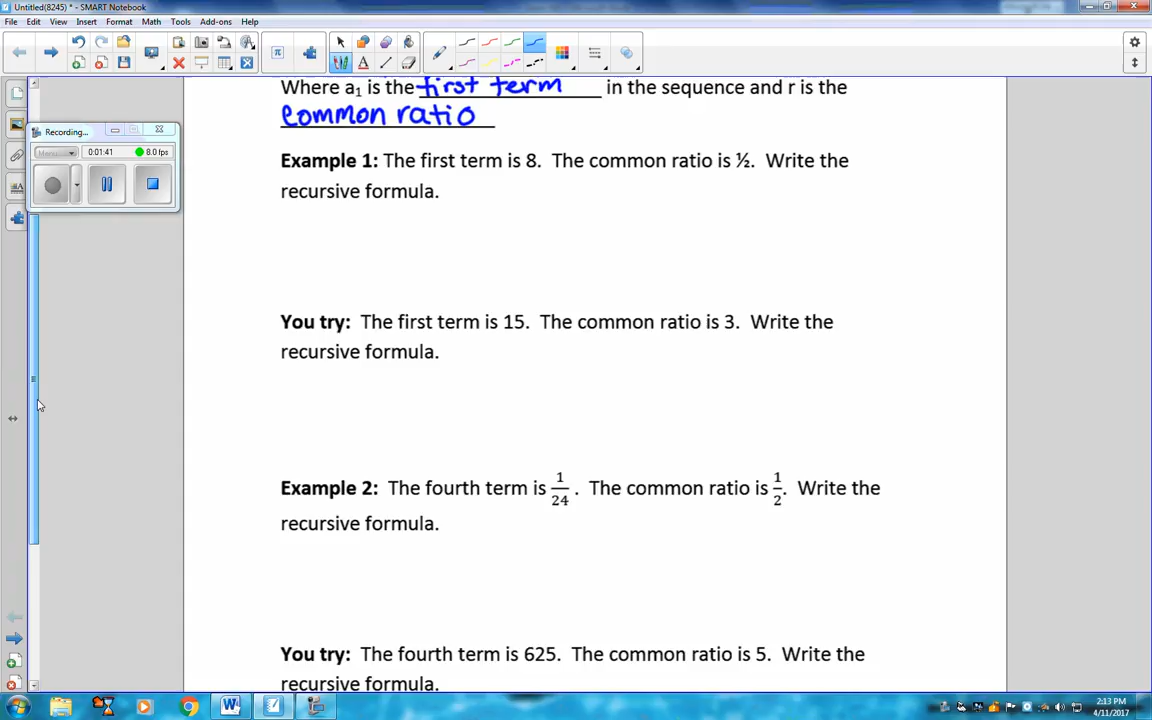 Untitled(8245) * - SMART Notebook
File Edit View Insert Format Math Tools Add-ons Help
Where a₁ is the first term in the sequence and r is the
common ratio
Recording...
Menu
0:01:41 8.0 fps
Example 1: The first term is 8. The common ratio is ½. Write the
recursive formula.
You try: The first term is 15. The common ratio is 3. Write the
recursive formula.
Example 2: The fourth term is 1/24 . The common ratio is 1/2. Write the
recursive formula.
You try: The fourth term is 625. The common ratio is 5. Write the
recursive formula.
2:13 PM
4/11/2017